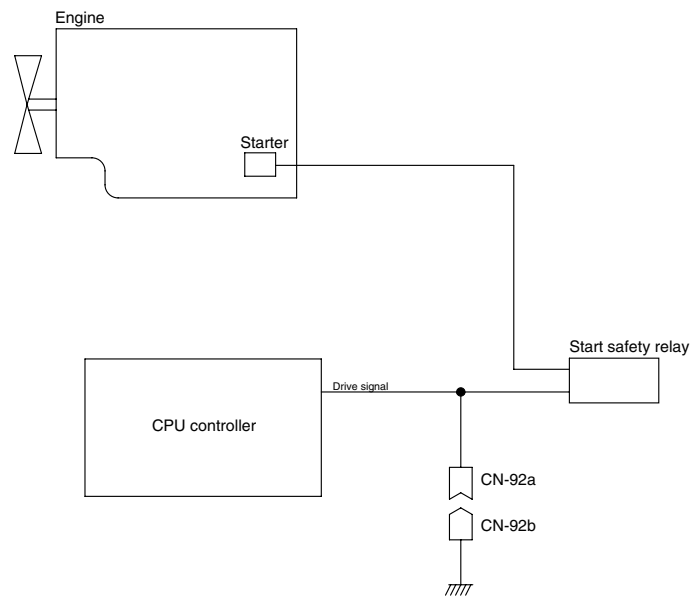 Engine
Starter
Start safety relay
Drive signal
CPU controller
CN-92a
CN-92b